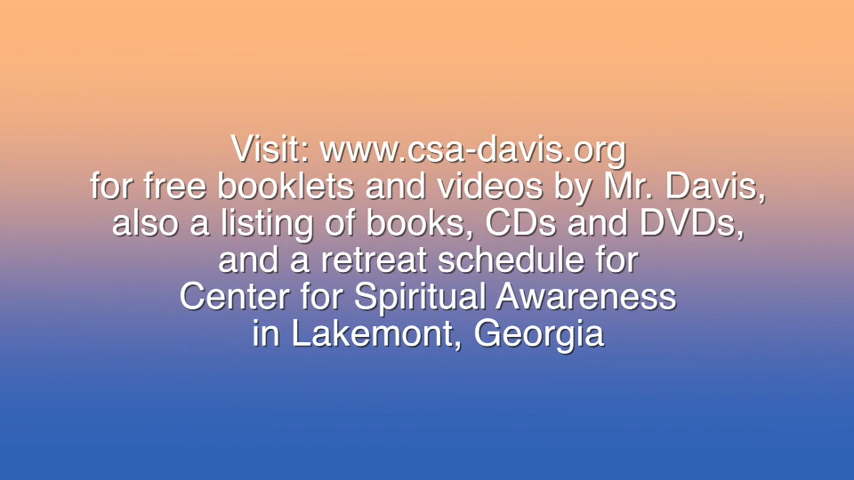 Visit: www.csa-davis.org
for free booklets and videos by Mr. Davis,
also a listing of books, CDs and DVDs,
and a retreat schedule for
Center for Spiritual Awareness
in Lakemont, Georgia